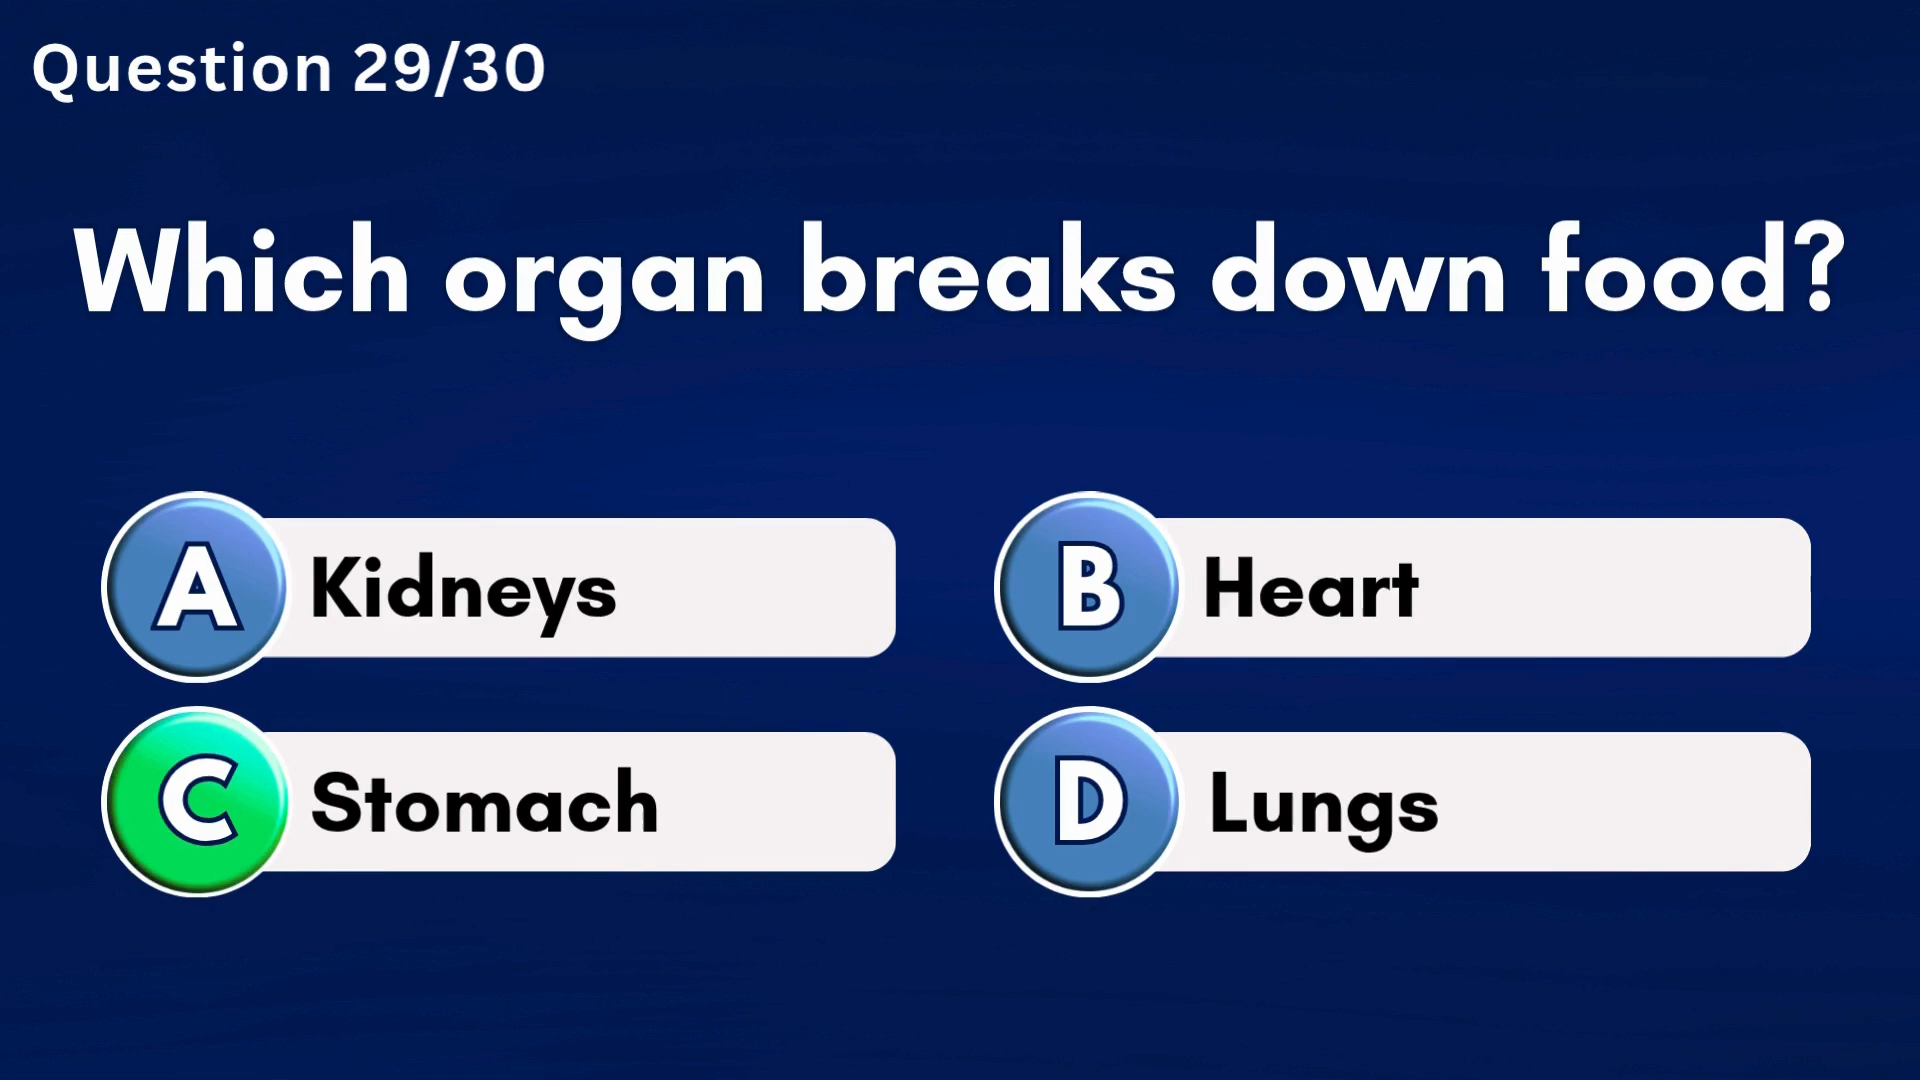 Question 29/30
Which organ breaks down food?
A Kidneys
B Heart
C Stomach
D Lungs